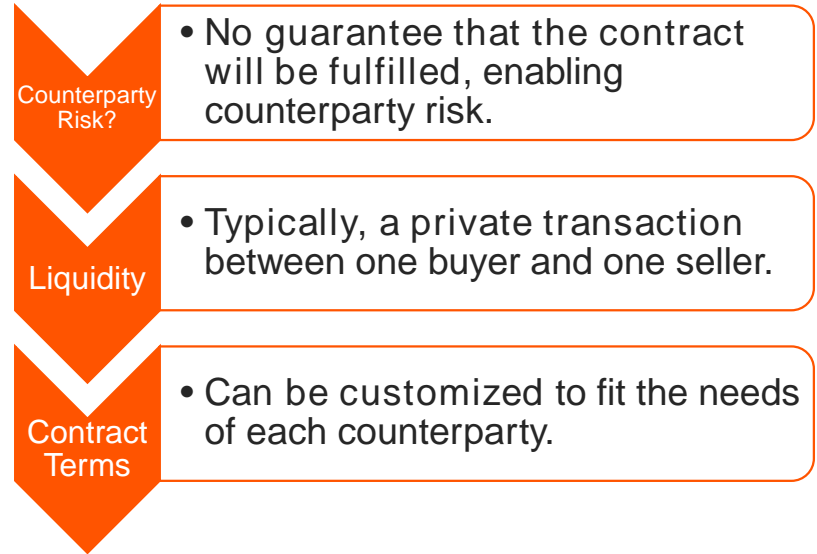 Counterparty
Risk?
• No guarantee that the contract
will be fulfilled, enabling
counterparty risk.
Liquidity
• Typically, a private transaction
between one buyer and one seller.
Contract
Terms
• Can be customized to fit the needs
of each counterparty.